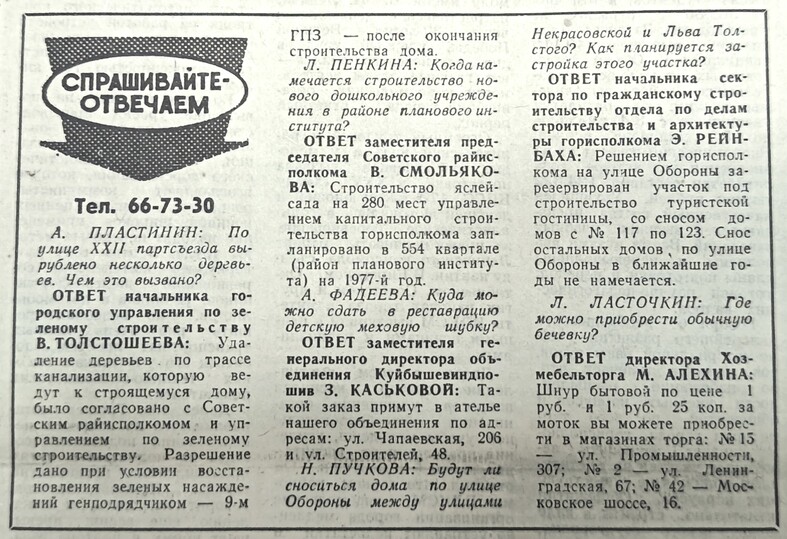 СПРАШИВАЙТЕ-
ОТВЕЧАЕМ
Тел. 66-73-30
А. ПЛАСТИНИН: По
улице XXII партсъезда вы-
рублено несколько деревь-
ев. Чем это вызвано?
ОТВЕТ начальника го-
родского управления по зе-
леному строительству
В. ТОЛСТОШЕЕВА: Уда-
ление деревьев по трассе
канализации, которую ве-
дут к строящемуся дому,
было согласовано с Совет-
ским райисполкомом и уп-
равлением по зеленому
строительству. Разрешение
дано при условии восста-
новления зеленых насажде-
ний генподрядчиком — 9-м
ГПЗ — после окончания
строительства дома.
Л. ПЕНКИНА: Когда на-
мечается строительство но-
вого дошкольного учрежде-
ния в районе планового ин-
ститута?
ОТВЕТ заместителя пред-
седателя Советского райис-
полкома В. СМОЛЬЯКО-
ВА: Строительство яслей-
сада на 280 мест управле-
нием капитального строи-
тельства горисполкома зап-
ланировано в 554 квартале
(район планового институ-
та) на 1977-й год.
А. ФАДЕЕВА: Куда мо-
жно сдать в реставрацию
детскую меховую шубку?
ОТВЕТ заместителя ге-
нерального директора объ-
единения Куйбышевиндпо-
шив З. КАСЬКОВОЙ: Та-
кой заказ примут в ателье
нашего объединения по ад-
ресам: ул. Чапаевская, 206
и ул. Строителей, 48.
Н. ПУЧКОВА: Будут ли
сноситься дома по улице
Обороны между улицами
Некрасовской и Льва Тол-
стого? Как планируется за-
стройка этого участка?
ОТВЕТ начальника сек-
тора по гражданскому стро-
ительству отдела по делам
строительства и архитекту-
ры горисполкома Э. РЕЙН-
БАХА: Решением горисполь-
кома на улице Обороны за-
резервирован участок под
строительство туристской
гостиницы, со сносом до-
мов с № 117 по 123. Снос
остальных домов по улице
Обороны в ближайшие го-
ды не намечается.
Л. ЛАСТОЧКИН: Где
можно приобрести обычную
бечевку?
ОТВЕТ директора Хоз-
мебельторга М. АЛЕХИНА:
Шнур бытовой по цене 1
руб. и 1 руб. 25 коп. за
моток вы можете приобрес-
ти в магазинах торга: № 15
— ул. Промышленности,
307; № 2 — ул. Ленин-
градская, 67; № 42 — Мос-
ковское шоссе, 16.